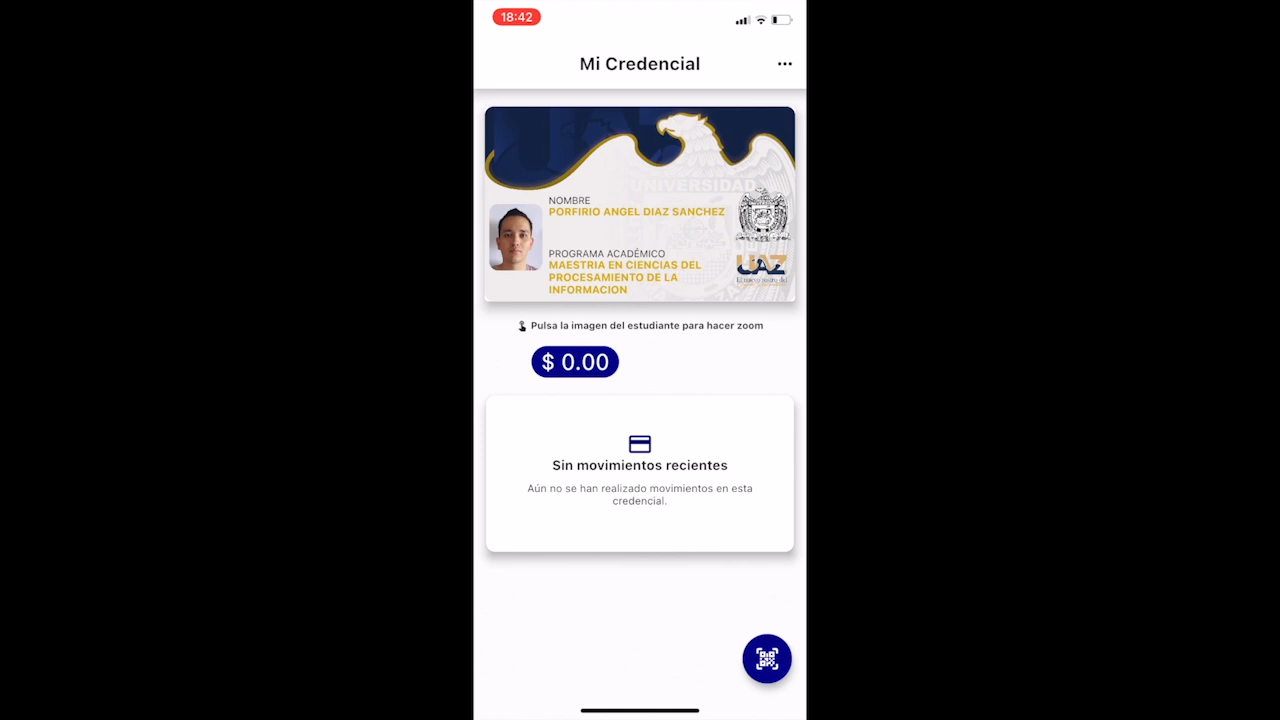 18:42
Mi Credencial
UNIVERSIDAD
NOMBRE
PORFIRIO ANGEL DIAZ SANCHEZ
PROGRAMA ACADÉMICO
MAESTRIA EN CIENCIAS DEL
PROCESAMIENTO DE LA
INFORMACION
UAZ
Pulsa la imagen del estudiante para hacer zoom
$ 0.00
Sin movimientos recientes
Aún no se han realizado movimientos en esta
credencial.